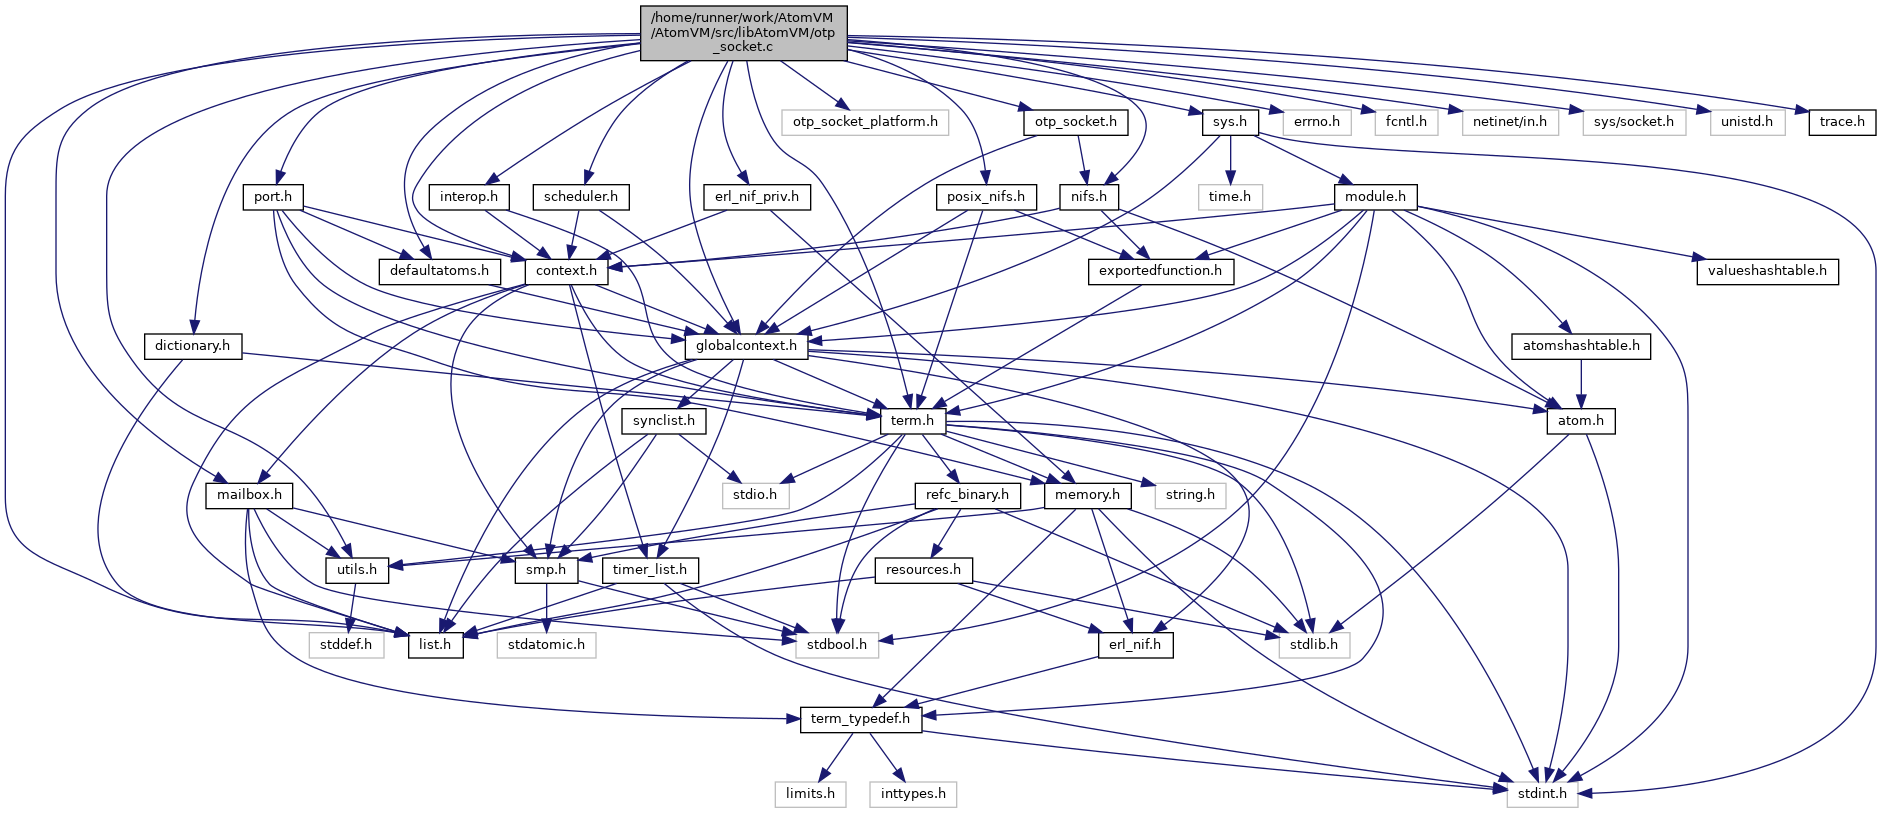 /home/runner/work/AtomVM
/AtomVM/src/libAtomVM/otp
_socket.c
otp_socket_platform.h
otp_socket.h
sys.h
errno.h
fcntl.h
netinet/in.h
sys/socket.h
unistd.h
trace.h
port.h
interop.h
scheduler.h
erl_nif_priv.h
posix_nifs.h
nifs.h
time.h
module.h
defaultatoms.h
context.h
exportedfunction.h
valueshashtable.h
dictionary.h
globalcontext.h
atomshashtable.h
synclist.h
term.h
atom.h
mailbox.h
stdio.h
refc_binary.h
memory.h
string.h
utils.h
smp.h
timer_list.h
resources.h
stddef.h
list.h
stdatomic.h
stdbool.h
erl_nif.h
stdlib.h
term_typedef.h
limits.h
inttypes.h
stdint.h